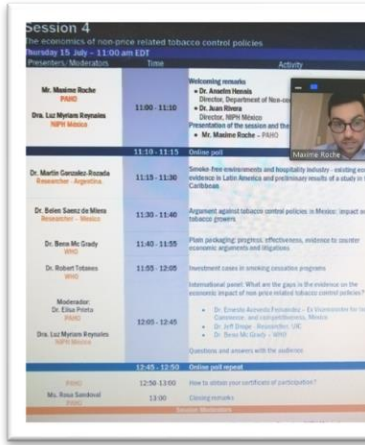 Session 4
The economics of non-price related tobacco control policies
Thursday 15 July – 11:00 am EDT
Presenters/Moderators Time Activity
Mr. Maxime Roche
PAHO
Dra. Luz Myriam Reynales
NIPH México
11:00 - 11:10
Welcoming remarks
• Dr. Anselm Hennis
Director, Department of Non-co
• Dr. Juan Rivera
Director, NIPH México
Presentation of the session and the
• Mr. Maxime Roche – PAHO
Maxime Roche
11:10 - 11:15 Online poll
Dr. Martin Gonzalez-Rozada
Researcher - Argentina
11:15 - 11:30
Smoke-free environments and hospitality industry - existing
evidence in Latin America and preliminary results of a study in
Caribbean
Dr. Belen Saenz de Miera
Researcher - Mexico
11:30 - 11:40
Argument against tobacco control policies in Mexico: impact on
tobacco growers
Dr. Benn Mc Grady
WHO
11:40 - 11:55
Plain packaging: progress, effectiveness, evidence to counter
economic arguments and litigations
Dr. Robert Totanes
WHO
11:55 - 12:05
Investment cases in smoking cessation programs
Moderator:
Dr. Elisa Prieto
PAHO
Dra. Luz Myriam Reynales
NIPH México
12:05 - 12:45
International panel. What are the gaps in the evidence on the
economic impact of non price related tobacco control policies?
• Dr. Ernesto Acevedo Fernández - Ex
Commerce, and competitiveness, México
• Dr. Jeff Drope - Researcher, UIC
• Dr. Benn Mc Grady – WHO
Questions and answers with the audience
12:45 - 12:50 Online poll repeat
PAHO 12:50-13:00 How to obtain your certificate of participation?
Ms. Rosa Sandoval
PAHO
13:00 Closing remarks
Session Moderators